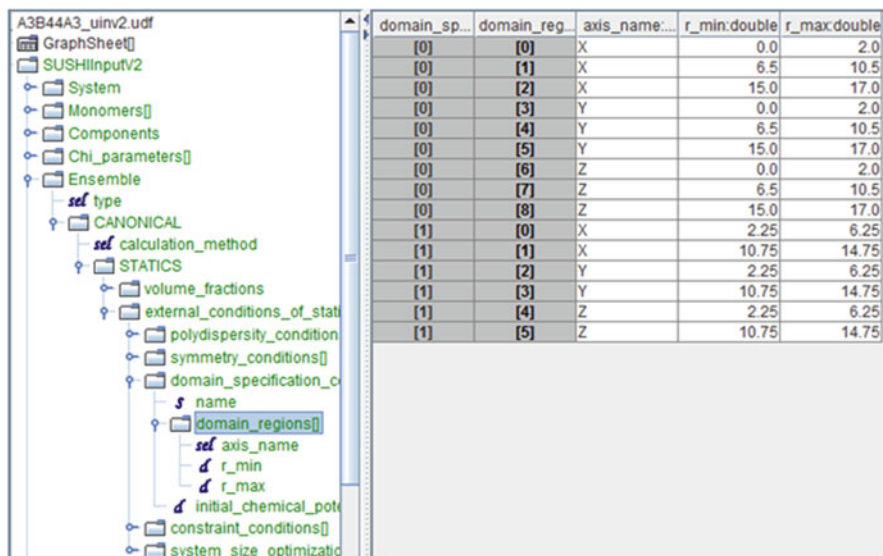 A3B44A3_uinv2.udf
GraphSheet[]
SUSHIInputV2
System
Monomers[]
Components
Chi_parameters[]
Ensemble
sel type
CANONICAL
sel calculation_method
STATICS
volume_fractions
external_conditions_of_stati
polydispersity_condition
symmetry_conditions[]
domain_specification_co
s name
domain_regions[]
sel axis_name
d r_min
d r_max
d initial_chemical_pote
constraint_conditions[]
system_size_optimizatio
domain_sp... domain_reg... axis_name:... r_min:double r_max:double
[0] [0] X 0.0 2.0
[0] [1] X 6.5 10.5
[0] [2] X 15.0 17.0
[0] [3] Y 0.0 2.0
[0] [4] Y 6.5 10.5
[0] [5] Y 15.0 17.0
[0] [6] Z 0.0 2.0
[0] [7] Z 6.5 10.5
[0] [8] Z 15.0 17.0
[1] [0] X 2.25 6.25
[1] [1] X 10.75 14.75
[1] [2] Y 2.25 6.25
[1] [3] Y 10.75 14.75
[1] [4] Z 2.25 6.25
[1] [5] Z 10.75 14.75